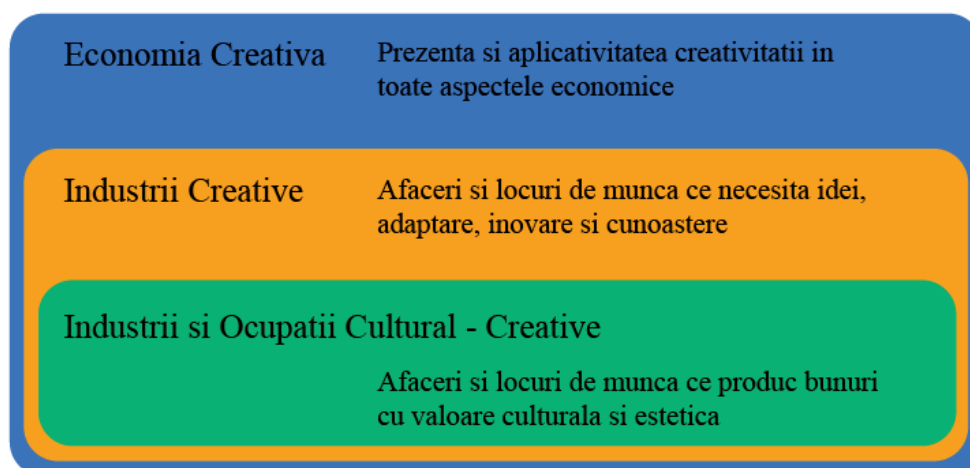 Economia Creativa
Prezenta si aplicativitatea creativitatii in
toate aspectele economice
Industrii Creative
Afaceri si locuri de munca ce necesita idei,
adaptare, inovare si cunoastere
Industrii si Ocupatii Cultural - Creative
Afaceri si locuri de munca ce produc bunuri
cu valoare culturala si estetica